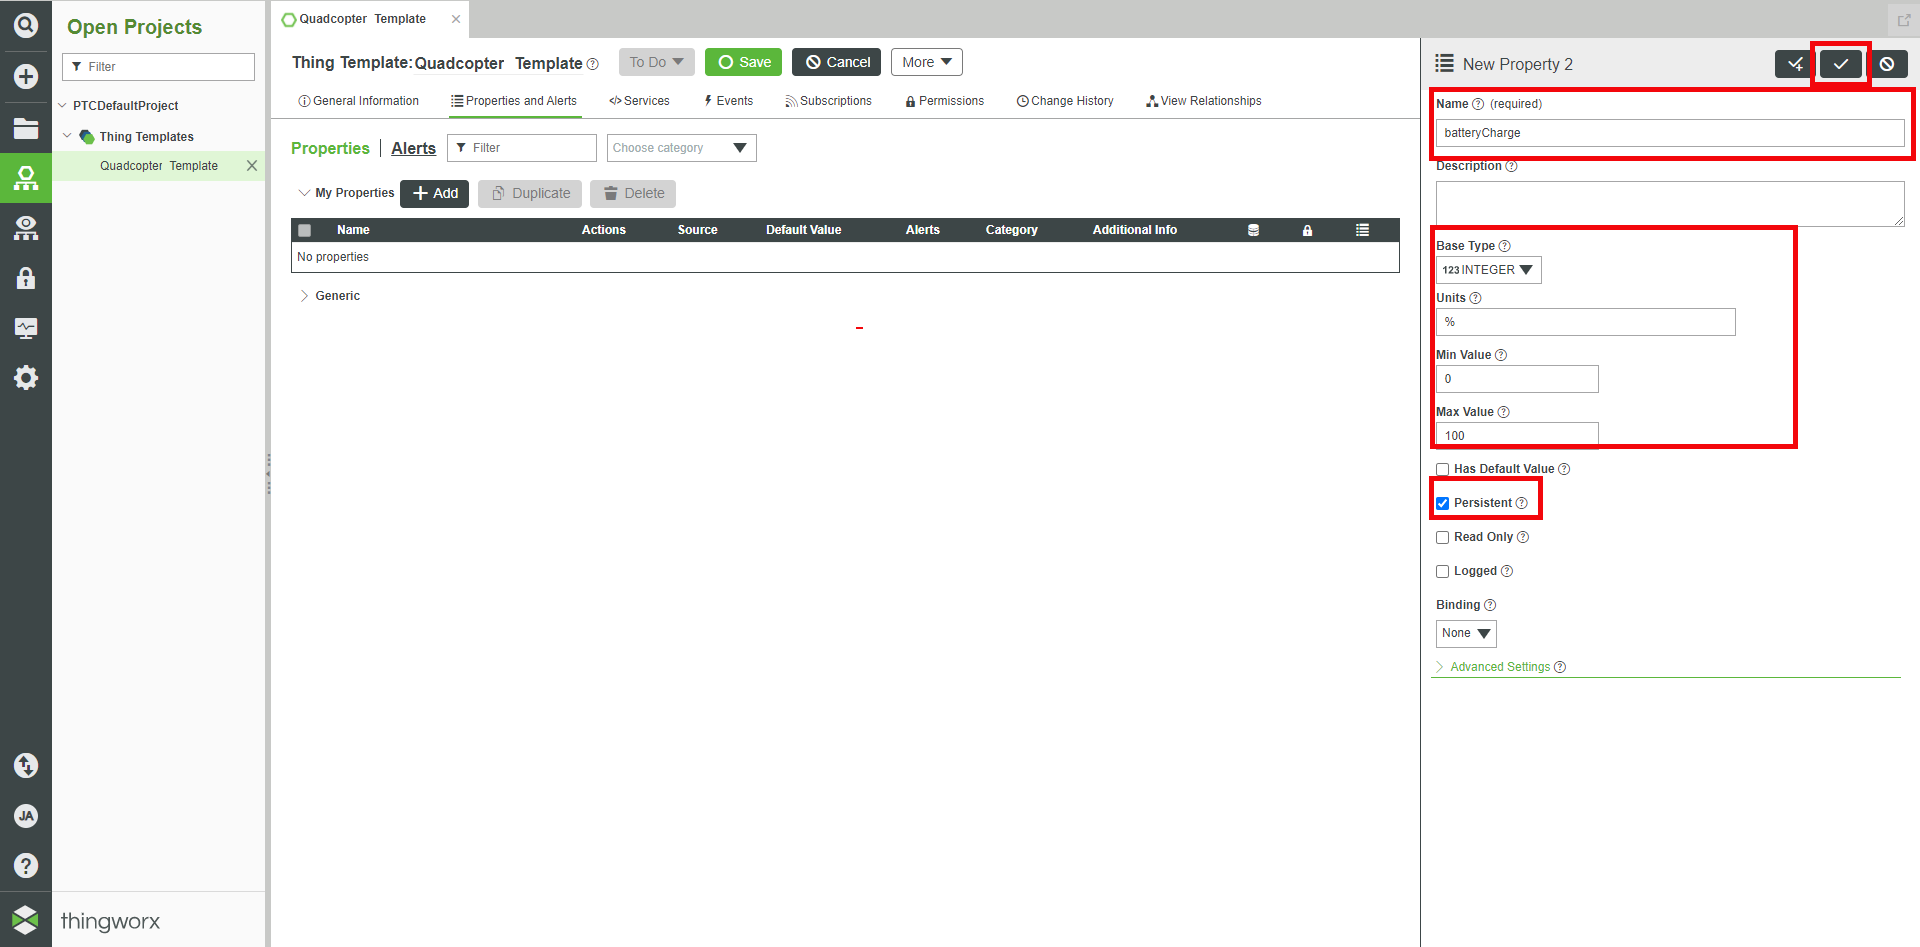 Open Projects
Filter
PTCDefaultProject
Thing Templates
Quadcopter Template
JA
thingworx
Quadcopter Template
Thing Template: Quadcopter Template
To Do
Save
Cancel
More
General Information
Properties and Alerts
Services
Events
Subscriptions
Permissions
Change History
View Relationships
Properties | Alerts
Filter
Choose category
My Properties
Add
Duplicate
Delete
Name Actions Source Default Value Alerts Category Additional Info
No properties
Generic
New Property 2
Name (required)
batteryCharge
Description
Base Type
123 INTEGER
Units
%
Min Value
0
Max Value
100
Has Default Value
Persistent
Read Only
Logged
Binding
None
Advanced Settings